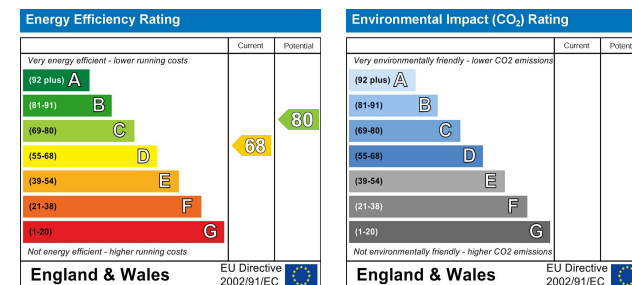 Energy Efficiency Rating
Current Potential
Very energy efficient - lower running costs
(92 plus) A
(81-91) B
(69-80) C
(55-68) D
(39-54) E
(21-38) F
(1-20) G
68
80
Not energy efficient - higher running costs
England & Wales
EU Directive
2002/91/EC
Environmental Impact (CO2) Rating
Current Potent
Very environmentally friendly - lower CO2 emissions
(92 plus) A
(81-91) B
(69-80) C
(55-68) D
(39-54) E
(21-38) F
(1-20) G
Not environmentally friendly - higher CO2 emissions
England & Wales
EU Directive
2002/91/EC